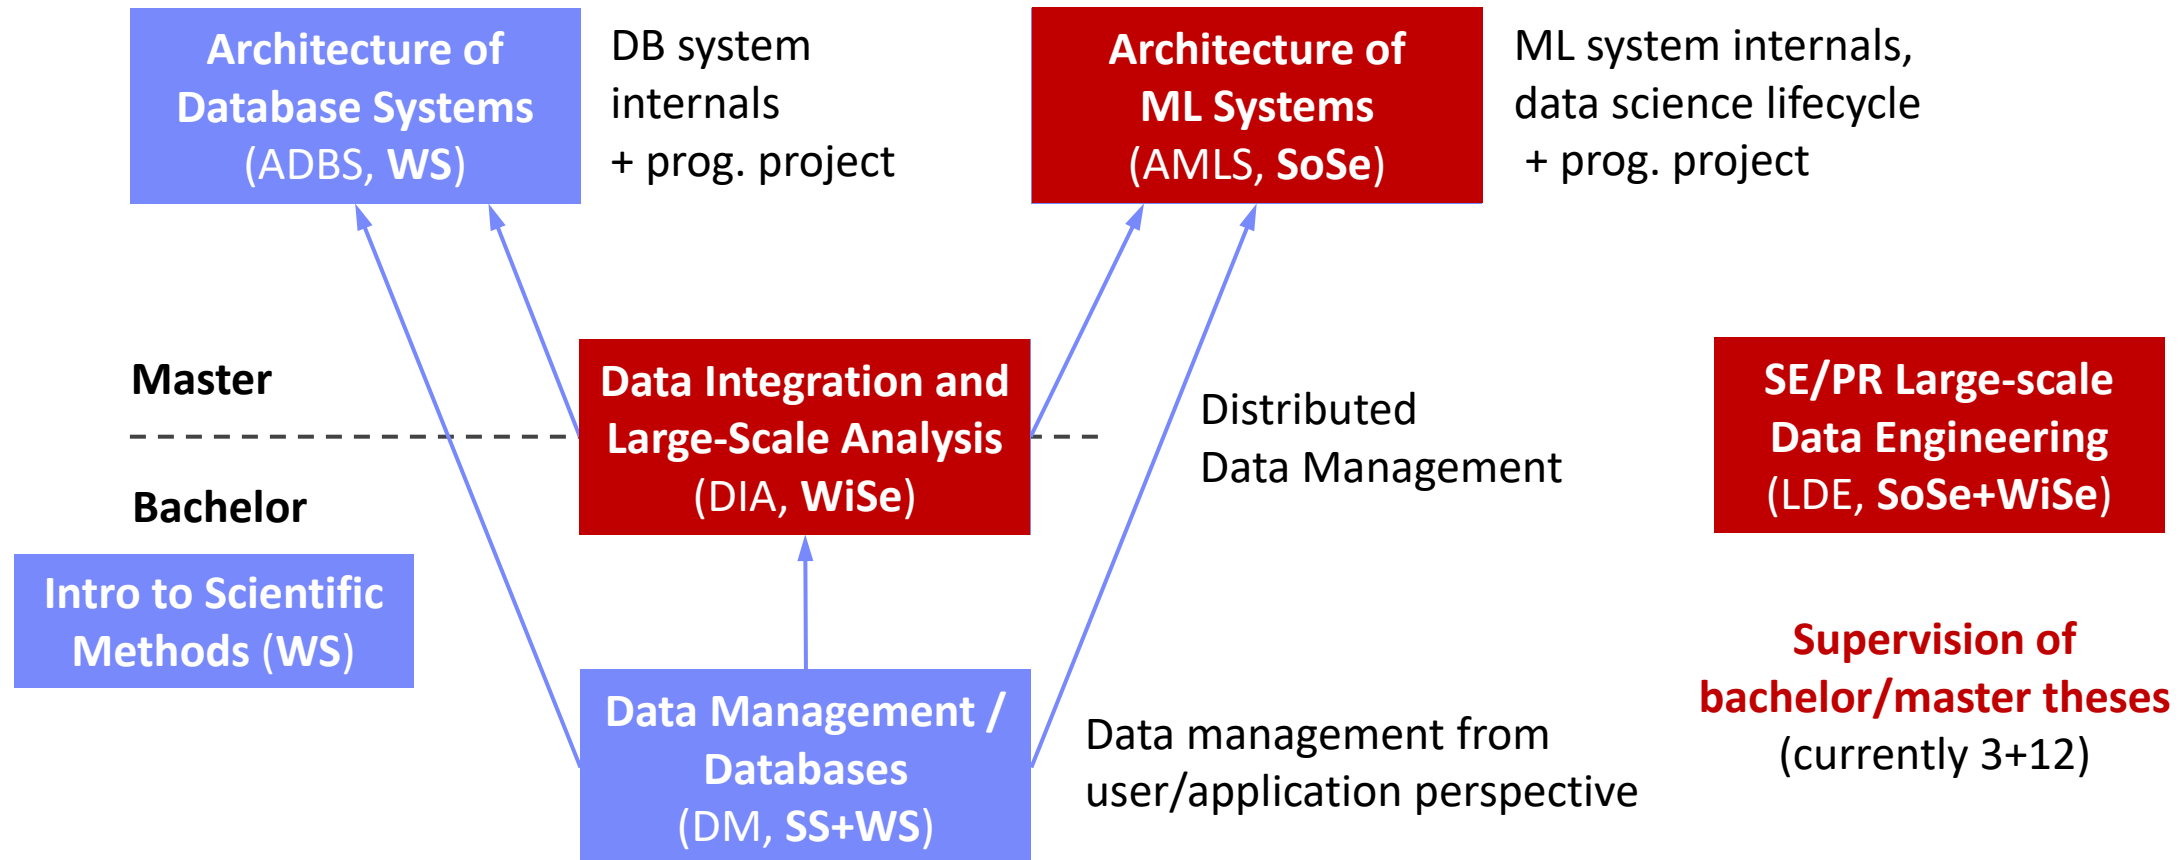 Architecture of
Database Systems
(ADBS, WS)
DB system
internals
+ prog. project
Architecture of
ML Systems
(AMLS, SoSe)
ML system internals,
data science lifecycle
+ prog. project
Master
Bachelor
Data Integration and
Large-Scale Analysis
(DIA, WiSe)
Distributed
Data Management
SE/PR Large-scale
Data Engineering
(LDE, SoSe+WiSe)
Intro to Scientific
Methods (WS)
Data Management /
Databases
(DM, SS+WS)
Data management from
user/application perspective
Supervision of
bachelor/master theses
(currently 3+12)